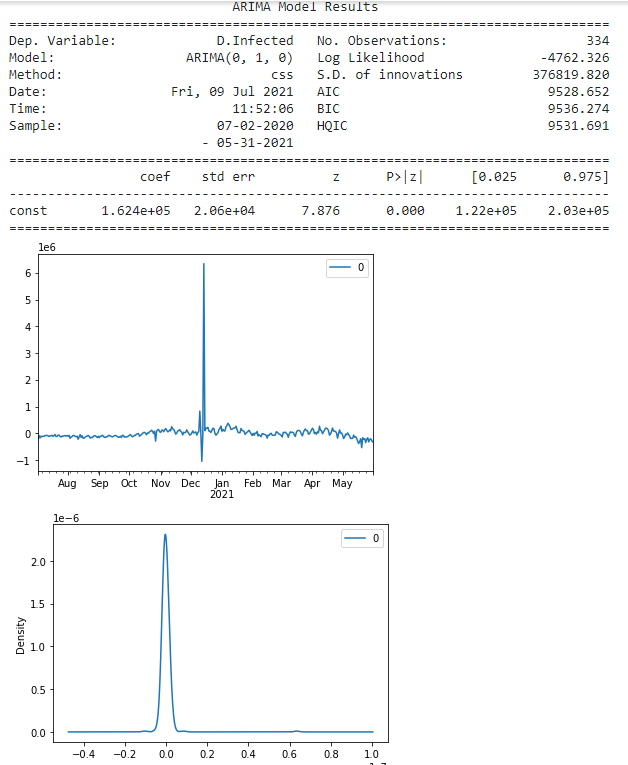 ARIMA Model Results
==============================================================================
Dep. Variable: D.Infected No. Observations: 334
Model: ARIMA(0, 1, 0) Log Likelihood -4762.326
Method: css S.D. of innovations 376819.820
Date: Fri, 09 Jul 2021 AIC 9528.652
Time: 11:52:06 BIC 9536.274
Sample: 07-02-2020 HQIC 9531.691
- 05-31-2021
==============================================================================
coef std err z P>|z| [0.025 0.975]
------------------------------------------------------------------------------
const 1.624e+05 2.06e+04 7.876 0.000 1.22e+05 2.03e+05
==============================================================================
1e6
0
6
5
4
3
2
1
0
−1
Aug Sep Oct Nov Dec Jan Feb Mar Apr May
2021
1e−6
0
2.0
1.5
1.0
0.5
0.0
Density
−0.4 −0.2 0.0 0.2 0.4 0.6 0.8 1.0